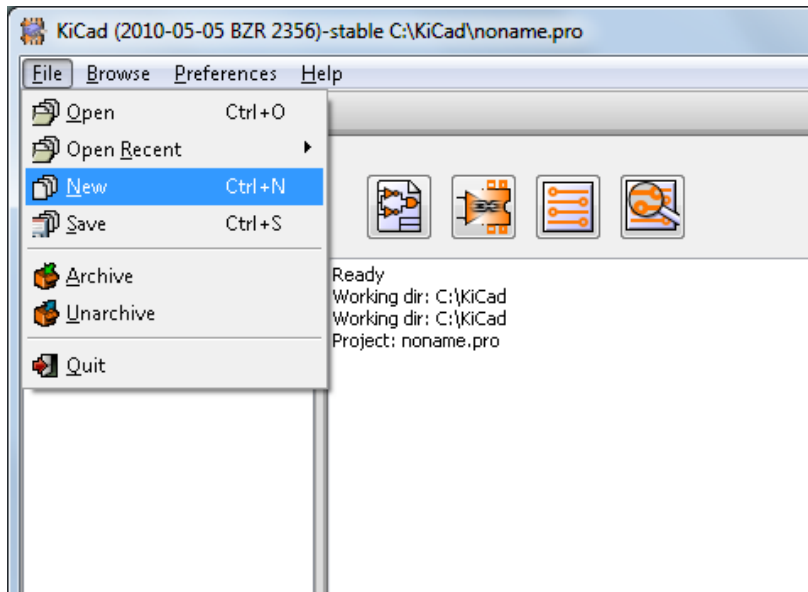 KiCad (2010-05-05 BZR 2356)-stable C:\KiCad\noname.pro
File Browse Preferences Help
Open Ctrl+O
Open Recent
New Ctrl+N
Save Ctrl+S
Archive
Unarchive
Quit
Ready
Working dir: C:\KiCad
Working dir: C:\KiCad
Project: noname.pro